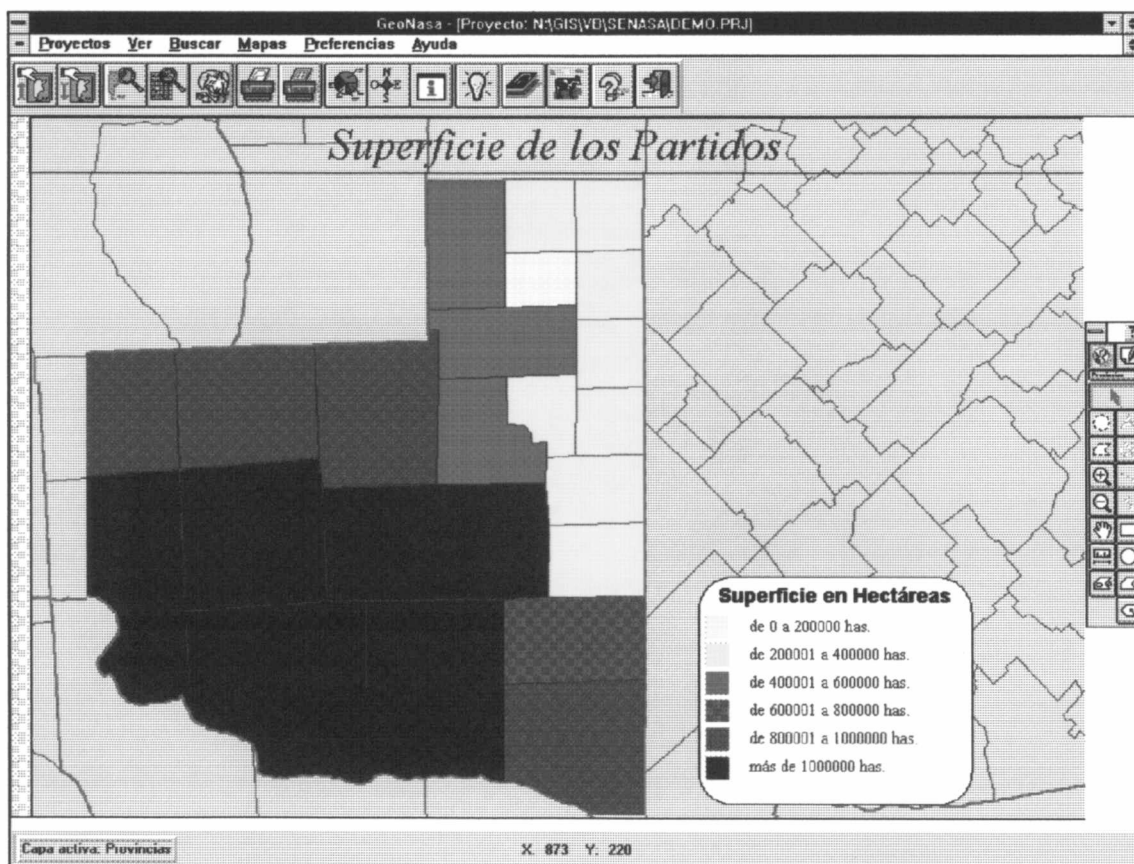 GeoNasa - [Proyecto: N:\GIS\VB\SENASA\DEMO.PRJ]
Proyectos Ver Buscar Mapas Preferencias Ayuda
Superficie de los Partidos
Superficie en Hectáreas
de 0 a 200000 has.
de 200001 a 400000 has.
de 400001 a 600000 has.
de 600001 a 800000 has.
de 800001 a 1000000 has.
más de 1000000 has.
Capa activa: Provincias
X: 873 Y: 220